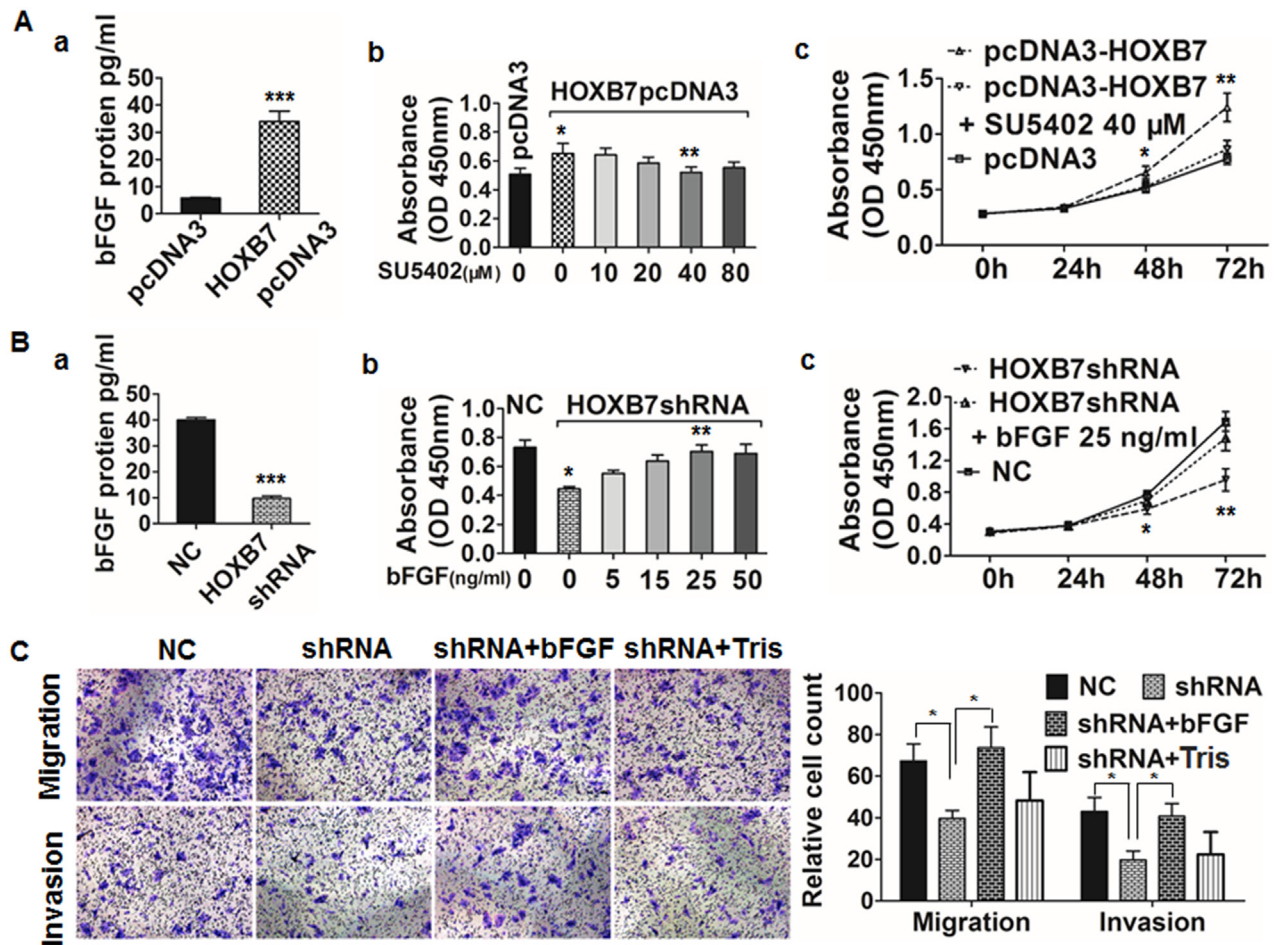 A
a
bFGF protien pg/ml
50
40
30
20
10
0
***
pcDNA3
HOXB7
pcDNA3
b
Absorbance
(OD 450nm)
1.0
0.8
0.6
0.4
0.2
0.0
pcDNA3
HOXB7pcDNA3
*
**
SU5402(µM) 0 0 10 20 40 80
c
pcDNA3-HOXB7
pcDNA3-HOXB7
+ SU5402 40 µM
pcDNA3
Absorbance
(OD 450nm)
1.5
1.0
0.5
0.0
*
**
0h 24h 48h 72h
B
a
bFGF protien pg/ml
50
40
30
20
10
0
***
NC
HOXB7
shRNA
b
Absorbance
(OD 450nm)
1.0
0.8
0.6
0.4
0.2
0.0
NC
HOXB7shRNA
*
**
bFGF(ng/ml) 0 0 5 15 25 50
c
HOXB7shRNA
HOXB7shRNA
+ bFGF 25 ng/ml
NC
Absorbance
(OD 450nm)
2.0
1.6
1.2
0.8
0.4
0.0
*
**
0h 24h 48h 72h
C
NC shRNA shRNA+bFGF shRNA+Tris
Migration
Invasion
Relative cell count
100
80
60
40
20
0
NC shRNA
shRNA+bFGF
shRNA+Tris
* *
* *
Migration Invasion